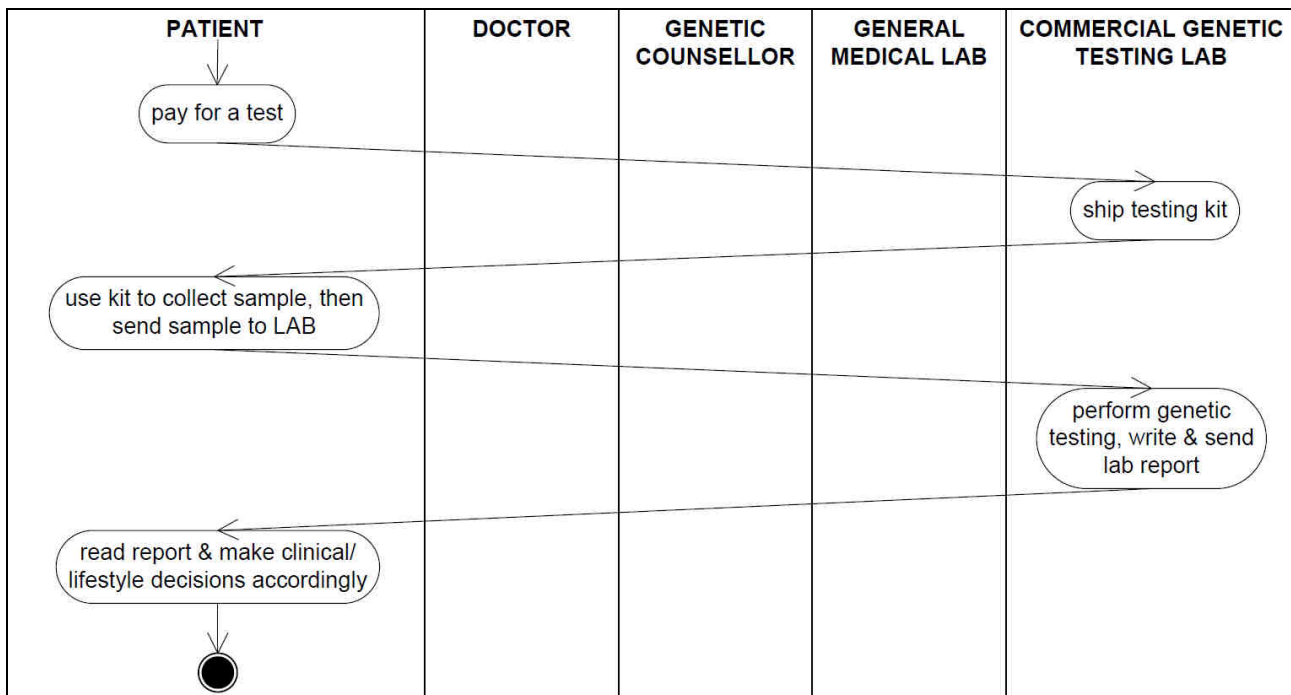 PATIENT
DOCTOR
GENETIC
COUNSELLOR
GENERAL
MEDICAL LAB
COMMERCIAL GENETIC
TESTING LAB
pay for a test
ship testing kit
use kit to collect sample, then
send sample to LAB
perform genetic
testing, write & send
lab report
read report & make clinical/
lifestyle decisions accordingly